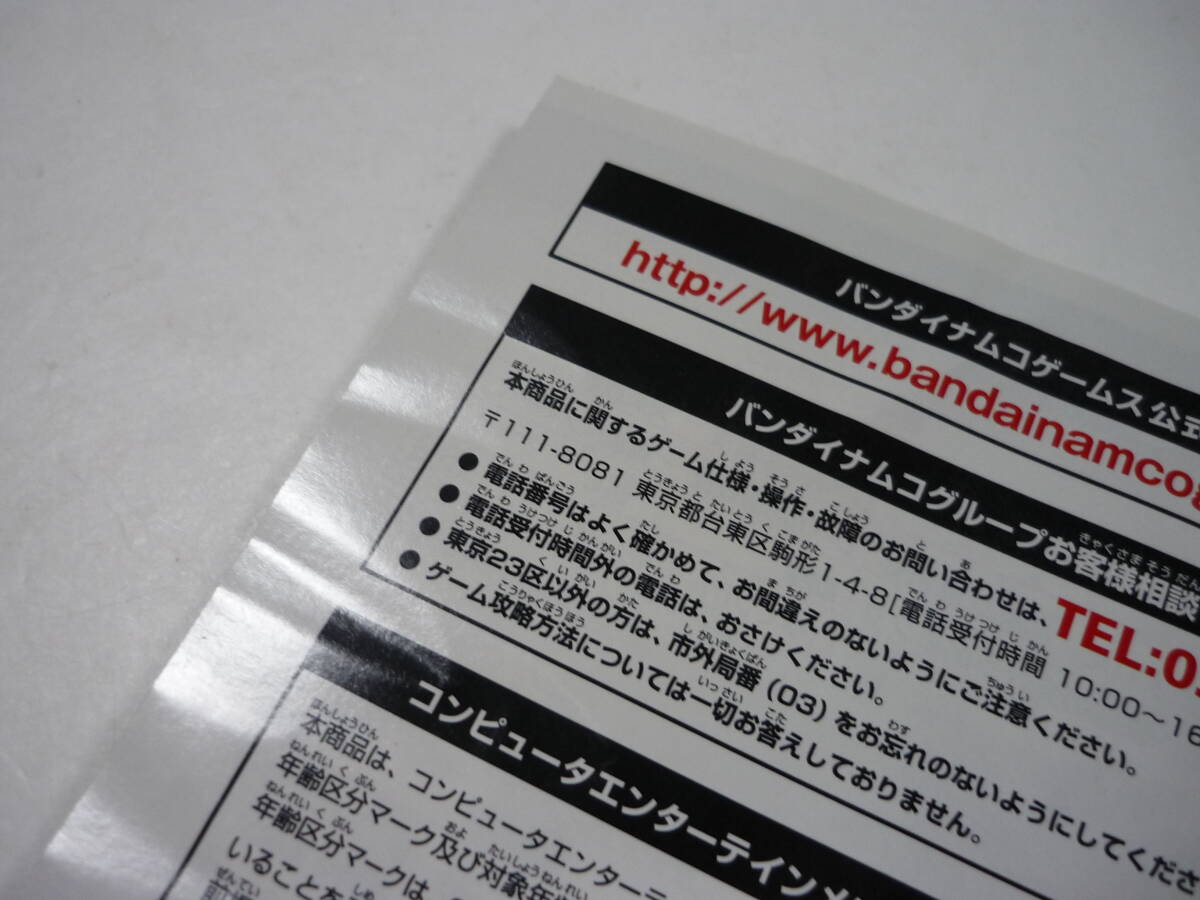 バンダイナムコゲームス公式
http://www.bandainamcog
バンダイナムコグループお客様相談
本商品に関するゲーム仕様・操作・故障のお問い合わせは、TEL:03
〒111-8081 東京都台東区駒形1-4-8[電話受付時間 10:00〜16
●電話番号はよく確かめて、お間違えのないようにご注意ください。
●電話受付時間外の電話は、おさけください。
●東京23区以外の方は、市外局番(03)をお忘れのないようにしてくださ
●ゲーム攻略方法については一切お答えしておりません。
コンピュータエンターテインメ
本商品は、コンピュータエンターテ
年齢区分マーク及び対象年齢
年齢区分マークは、
いることを